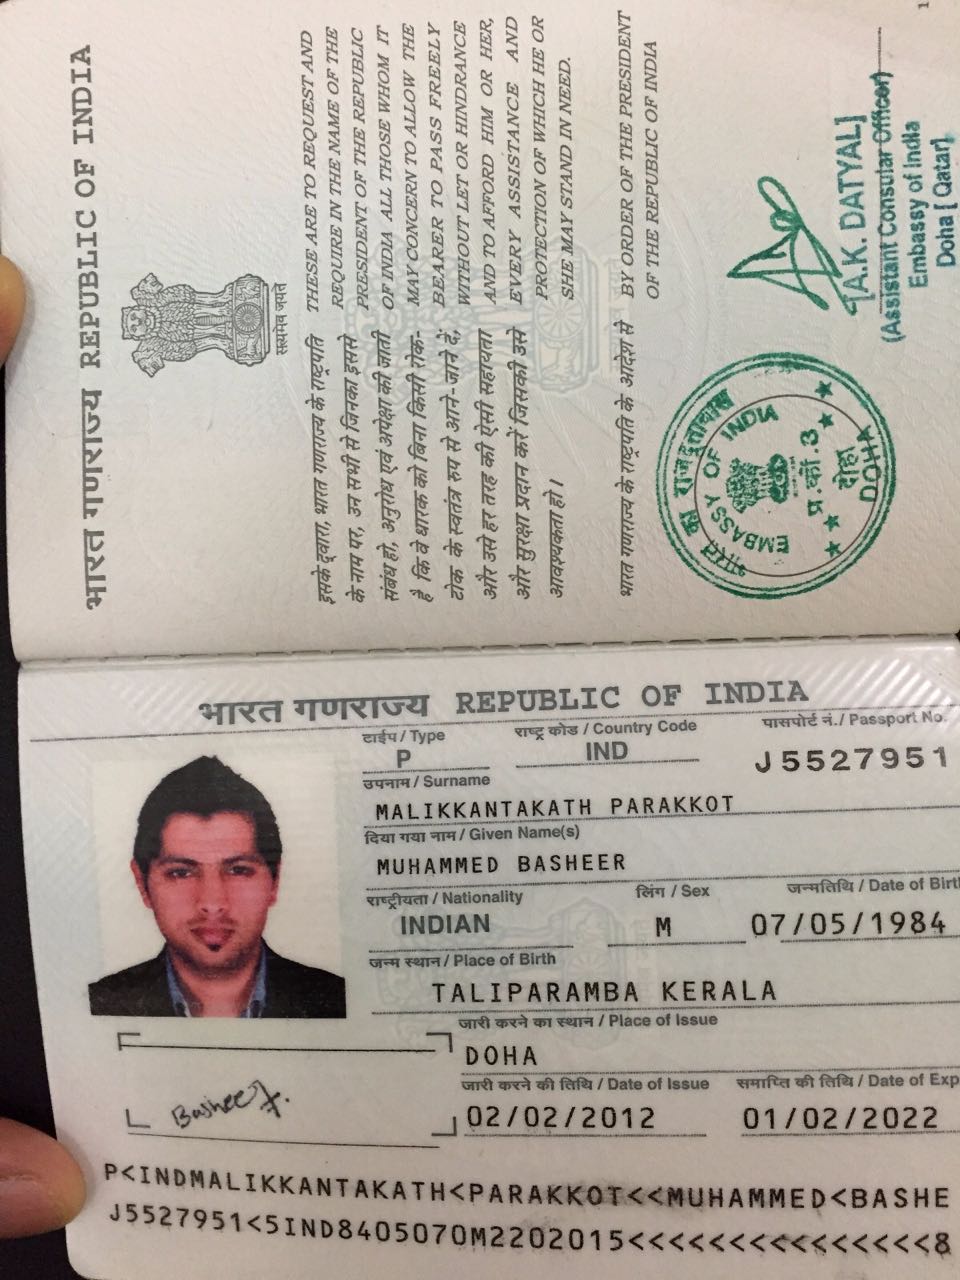 भारत गणराज्य REPUBLIC OF INDIA
सत्यमेव जयते
इसके द्वारा, भारत गणराज्य के राष्ट्रपति
के नाम पर, उन सभी से जिनका इससे
संबंध हो, अनुरोध एवं अपेक्षा की जाती
है कि वे धारक को बिना किसी रोक-
टोक के स्वतंत्र रुप से आने-जाने दें,
और उसे हर तरह की ऐसी सहायता
और सुरक्षा प्रदान करें जिसकी उसे
आवश्यकता हो।
भारत गणराज्य के राष्ट्रपति के आदेश से
THESE ARE TO REQUEST AND
REQUIRE IN THE NAME OF THE
PRESIDENT OF THE REPUBLIC
OF INDIA ALL THOSE WHOM IT
MAY CONCERN TO ALLOW THE
BEARER TO PASS FREELY
WITHOUT LET OR HINDRANCE
AND TO AFFORD HIM OR HER,
EVERY ASSISTANCE AND
PROTECTION OF WHICH HE OR
SHE MAY STAND IN NEED.
BY ORDER OF THE PRESIDENT
OF THE REPUBLIC OF INDIA
EMBASSY OF INDIA
प्र.कों.3
दोहा
DOHA
[A.K. DATYAL]
(Assistant Consular Officer)
Embassy of India
Doha [Qatar]
1
भारत गणराज्य REPUBLIC OF INDIA
टाईप / Type
राष्ट्र कोड / Country Code
पासपोर्ट नं. / Passport No.
P
IND
J5527951
उपनाम / Surname
MALIKKANTAKATH PARAKKOT
दिया गया नाम / Given Name(s)
MUHAMMED BASHEER
राष्ट्रीयता / Nationality
लिंग / Sex
जन्मतिथि / Date of Birt
INDIAN
M
07/05/1984
जन्म स्थान / Place of Birth
TALIPARAMBA KERALA
जारी करने का स्थान / Place of Issue
DOHA
जारी करने की तिथि / Date of Issue
समाप्ति की तिथि / Date of Exp
02/02/2012
01/02/2022
P<INDMALIKKANTAKATH<PARAKKOT<<MUHAMMED<BASHE
J5527951<5IND8405070M2202015<<<<<<<<<<<<<<<8